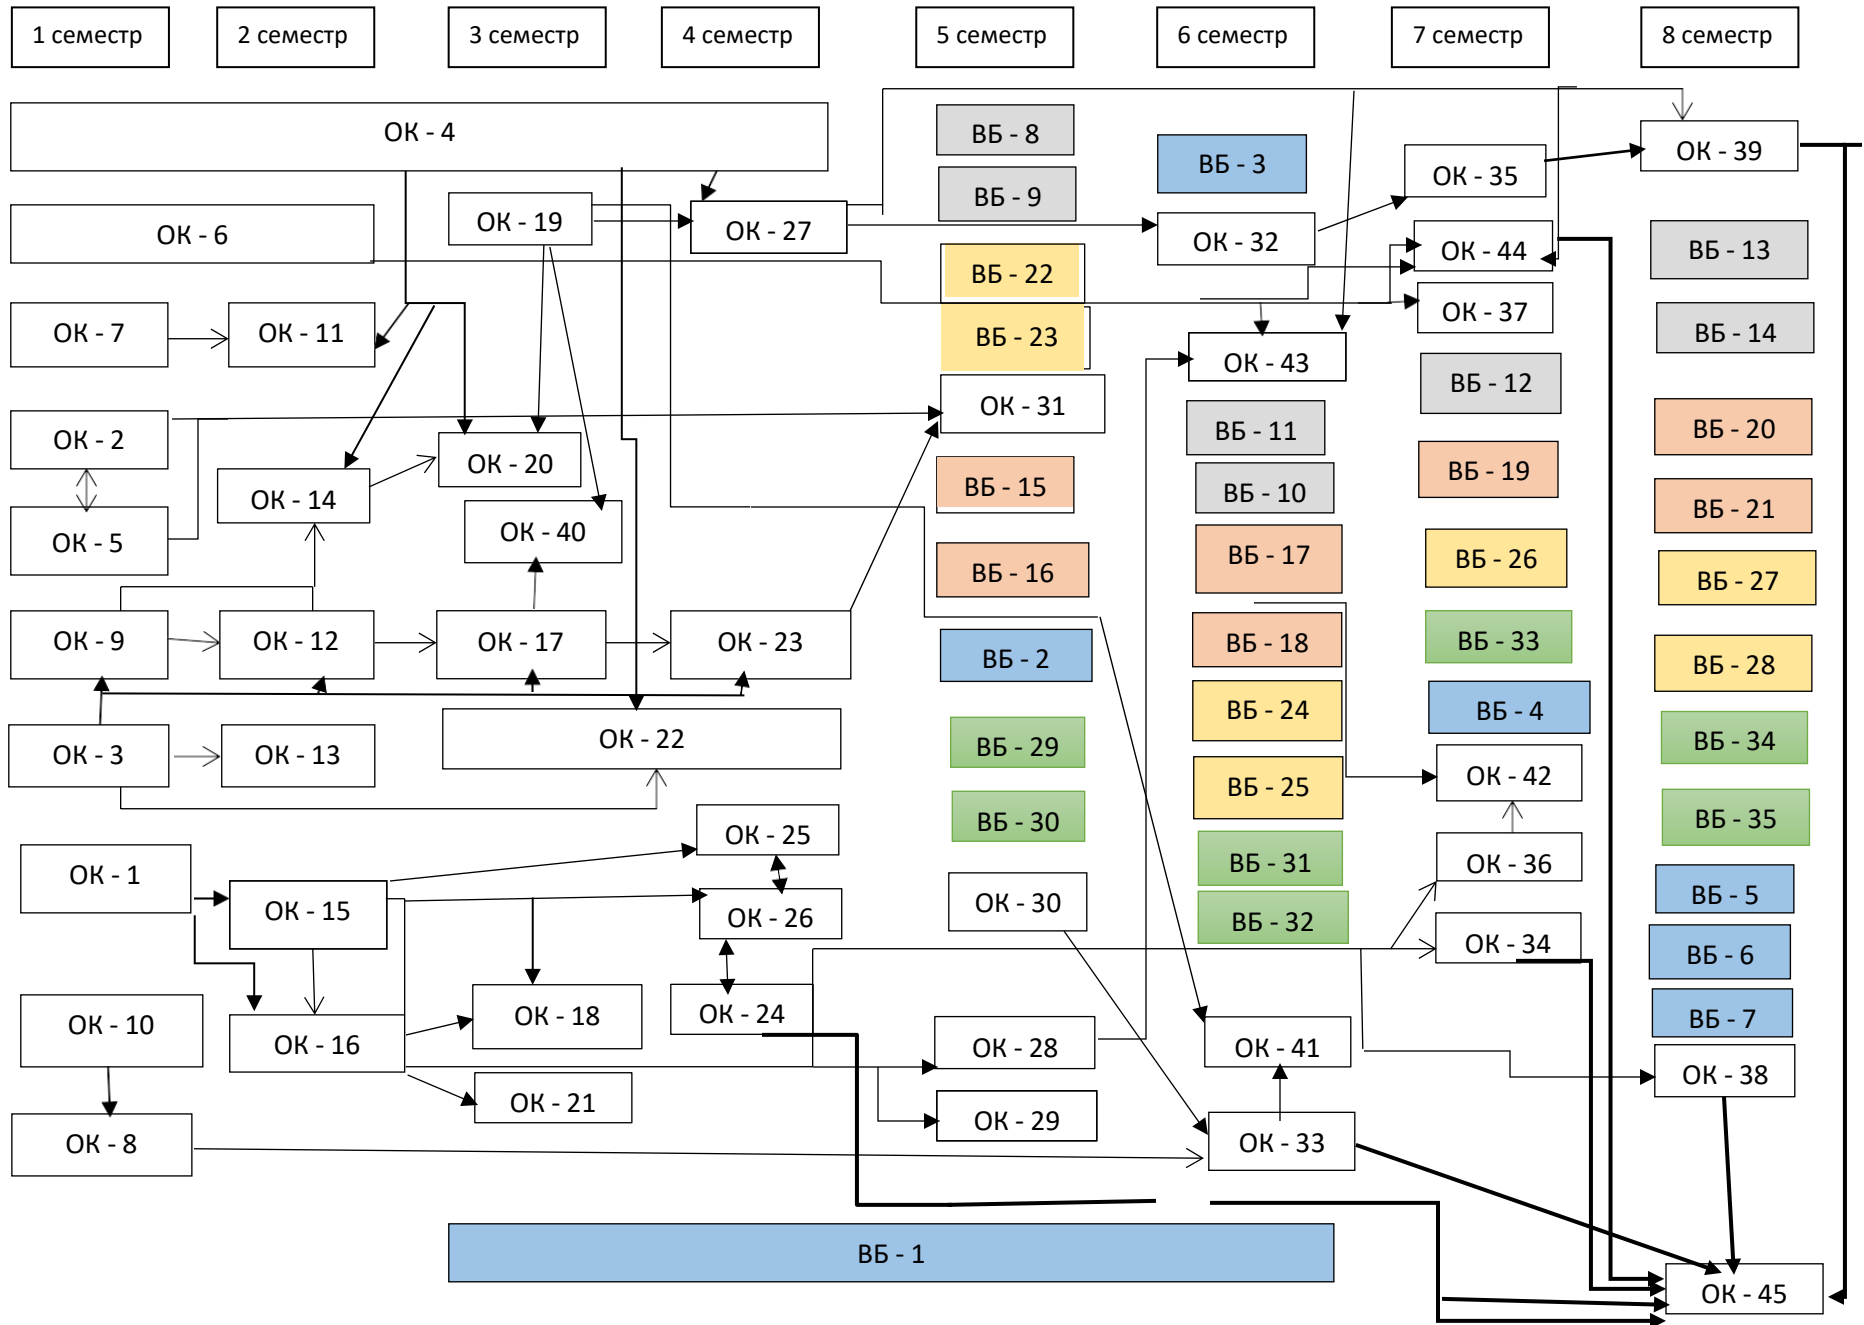 1 семестр
2 семестр
3 семестр
4 семестр
5 семестр
6 семестр
7 семестр
8 семестр
ОК - 4
ОК - 6
ОК - 7
ОК - 2
ОК - 5
ОК - 9
ОК - 3
ОК - 1
ОК - 10
ОК - 8
ОК - 11
ОК - 14
ОК - 12
ОК - 13
ОК - 15
ОК - 16
ОК - 19
ОК - 20
ОК - 40
ОК - 17
ОК - 22
ОК - 18
ОК - 21
ОК - 27
ОК - 23
ОК - 25
ОК - 26
ОК - 24
ВБ - 8
ВБ - 9
ВБ - 22
ВБ - 23
ОК - 31
ВБ - 15
ВБ - 16
ВБ - 2
ВБ - 29
ВБ - 30
ОК - 30
ОК - 28
ОК - 29
ВБ - 3
ОК - 32
ОК - 43
ВБ - 11
ВБ - 10
ВБ - 17
ВБ - 18
ВБ - 24
ВБ - 25
ВБ - 31
ВБ - 32
ОК - 41
ОК - 33
ВБ - 1
ОК - 35
ОК - 44
ОК - 37
ВБ - 12
ВБ - 19
ВБ - 26
ВБ - 33
ВБ - 4
ОК - 42
ОК - 36
ОК - 34
ОК - 39
ВБ - 13
ВБ - 14
ВБ - 20
ВБ - 21
ВБ - 27
ВБ - 28
ВБ - 34
ВБ - 35
ВБ - 5
ВБ - 6
ВБ - 7
ОК - 38
ОК - 45